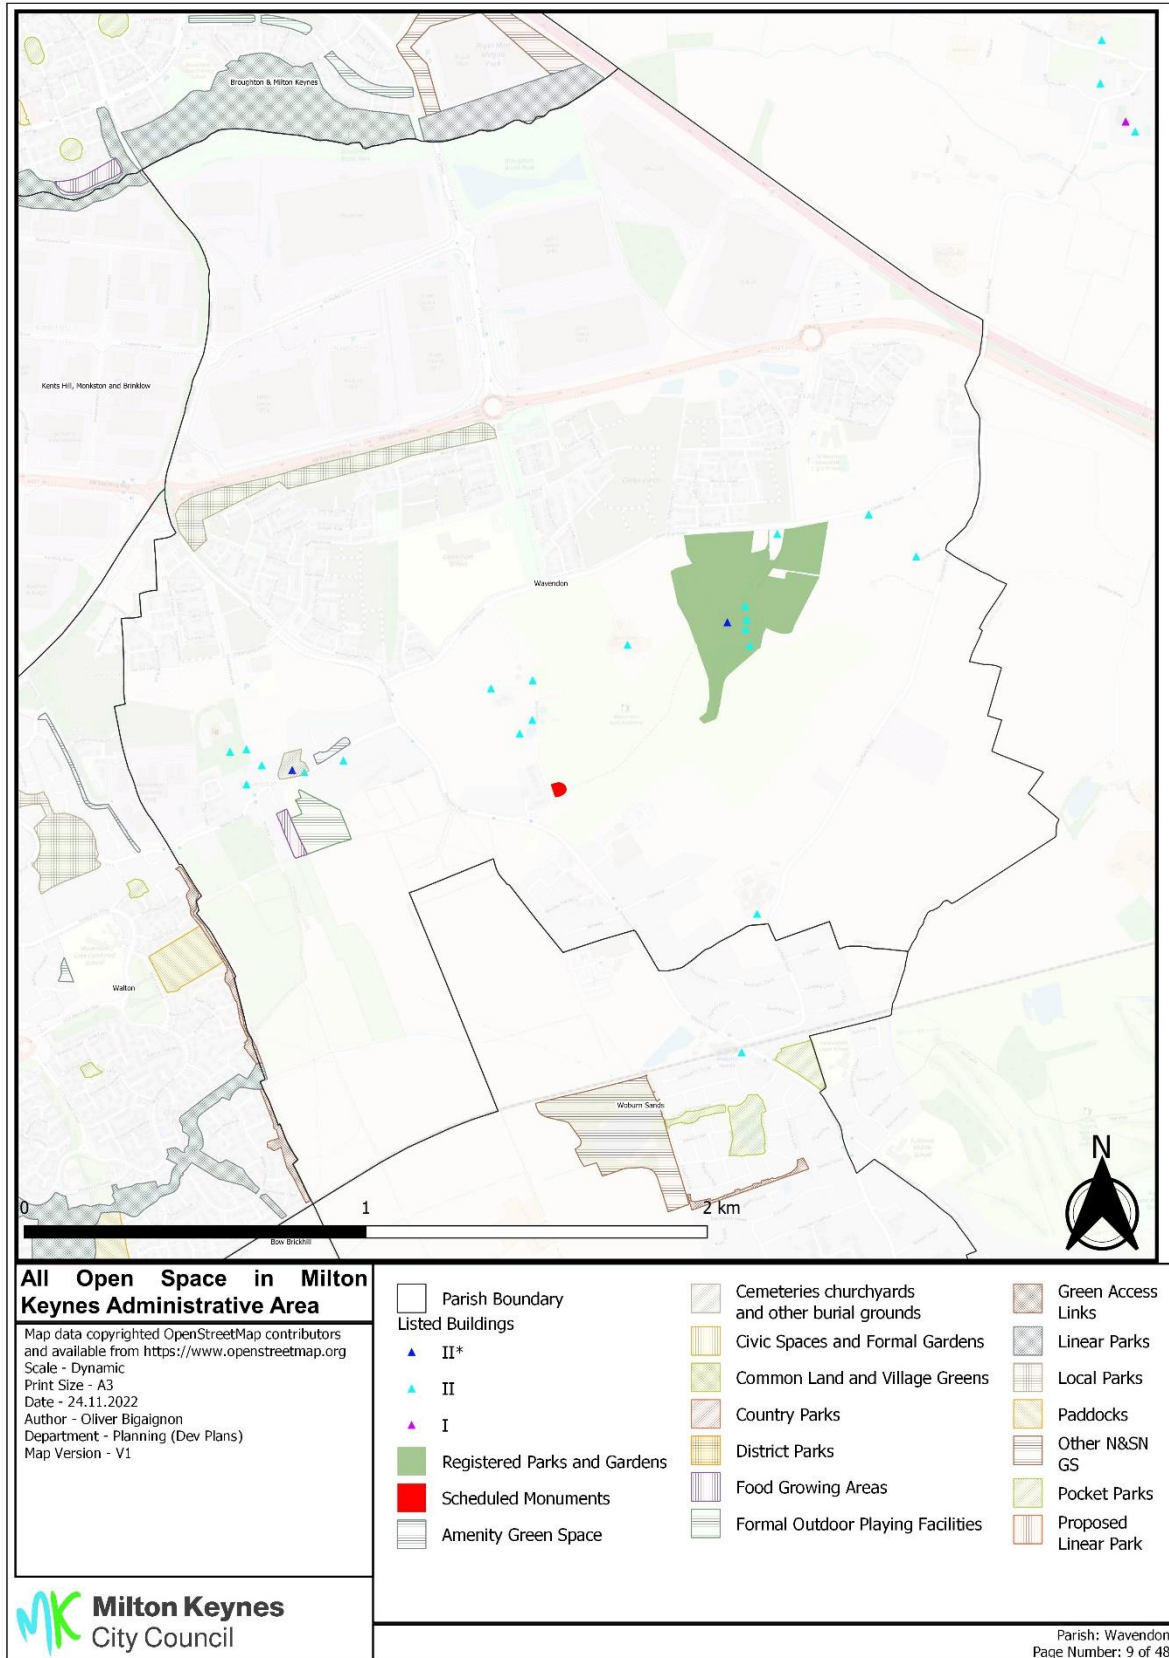 Broughton & Milton Keynes
Kents Hill, Monkston and Brinklow
Wavendon
Walton
Woburn Sands
N
0 1 2 km
Bow Brickhill
All Open Space in Milton
Keynes Administrative Area
Map data copyrighted OpenStreetMap contributors
and available from https://www.openstreetmap.org
Scale - Dynamic
Print Size - A3
Date - 24.11.2022
Author - Oliver Bigaignon
Department - Planning (Dev Plans)
Map Version - V1
MK Milton Keynes
City Council
Parish Boundary
Listed Buildings
II*
II
I
Registered Parks and Gardens
Scheduled Monuments
Amenity Green Space
Cemeteries churchyards
and other burial grounds
Civic Spaces and Formal Gardens
Common Land and Village Greens
Country Parks
District Parks
Food Growing Areas
Formal Outdoor Playing Facilities
Green Access
Links
Linear Parks
Local Parks
Paddocks
Other N&SN
GS
Pocket Parks
Proposed
Linear Park
Parish: Wavendon
Page Number: 9 of 48